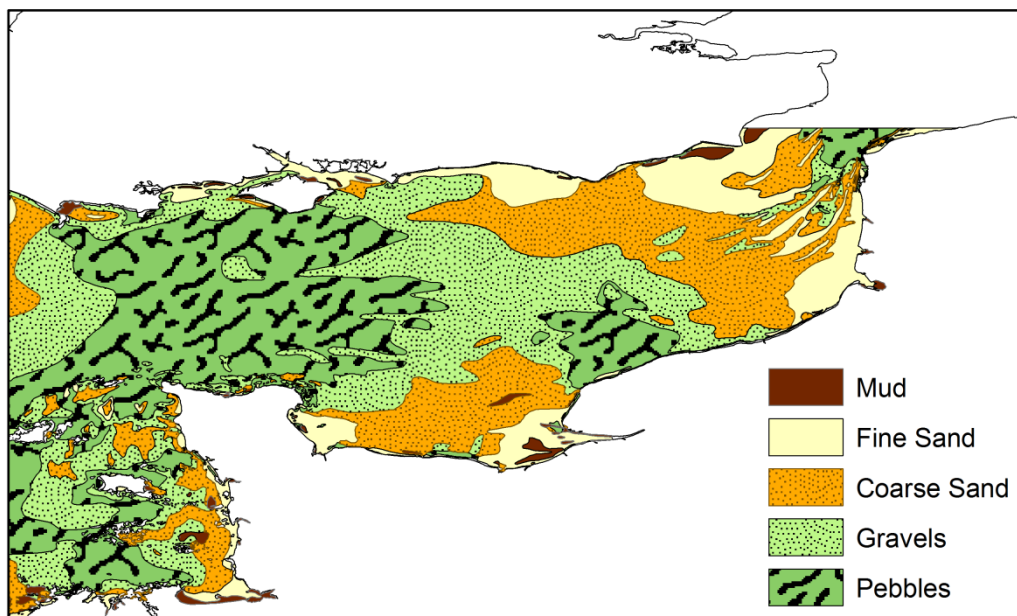 Mud
Fine Sand
Coarse Sand
Gravels
Pebbles